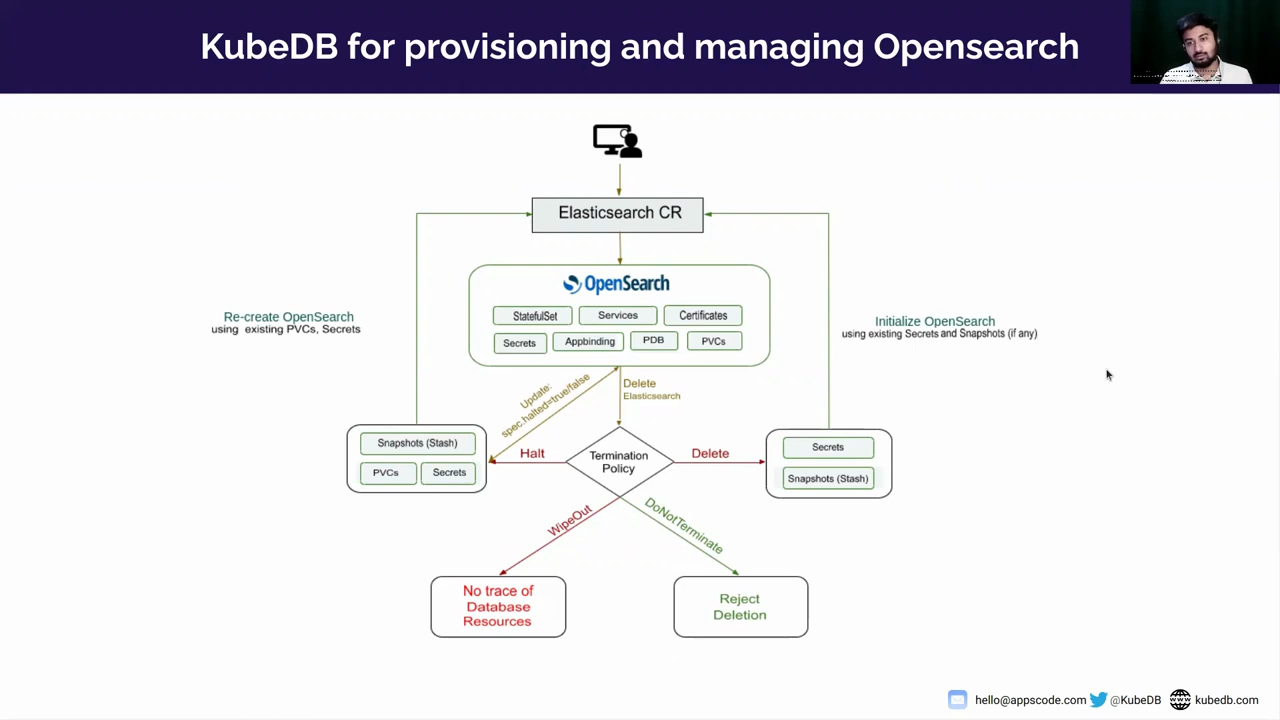 KubeDB for provisioning and managing Opensearch
Elasticsearch CR
OpenSearch
StatefulSet
Services
Certificates
Secrets
Appbinding
PDB
PVCs
Re-create OpenSearch
using existing PVCs, Secrets
Initialize OpenSearch
using existing Secrets and Snapshots (if any)
Update:
spec.halted=true/false
Delete
Elasticsearch
Snapshots (Stash)
PVCs
Secrets
Halt
Termination
Policy
Delete
Secrets
Snapshots (Stash)
WipeOut
DoNotTerminate
No trace of
Database
Resources
Reject
Deletion
hello@appscode.com
@KubeDB
kubedb.com